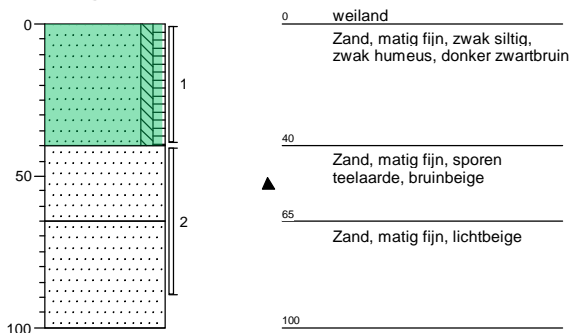 0
50
100
1
2
0
weiland
Zand, matig fijn, zwak siltig,
zwak humeus, donker zwartbruin
40
Zand, matig fijn, sporen
teelaarde, bruinbeige
65
Zand, matig fijn, lichtbeige
100